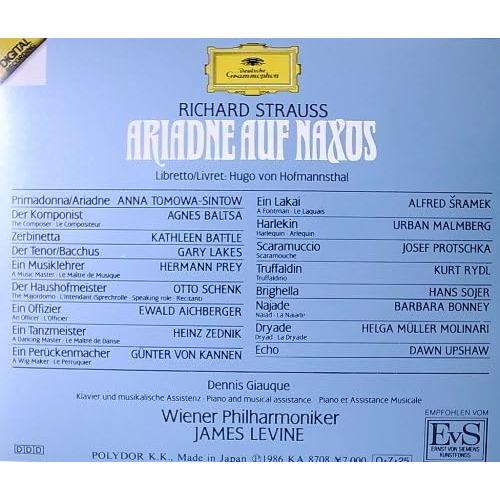 DIGITAL
RECORDING
Deutsche
Grammophon
RICHARD STRAUSS
ARIADNE AUF NAXOS
Libretto/Livret: Hugo von Hofmannsthal
Primadonna/Ariadne ANNA TOMOWA-SINTOW
Der Komponist AGNES BALTSA
The Composer · Le Compositeur
Zerbinetta KATHLEEN BATTLE
Der Tenor/Bacchus GARY LAKES
Ein Musiklehrer HERMANN PREY
A Music Master · Le Maître de Musique
Der Haushofmeister OTTO SCHENK
The Majordomo · L'Intendant (Sprechrolle · Speaking role · Récitant)
Ein Offizier EWALD AICHBERGER
An Officer · L'Officier
Ein Tanzmeister HEINZ ZEDNIK
A Dancing Master · Le Maître de Danse
Ein Perückenmacher GÜNTER VON KANNEN
A Wig-Maker · Le Perruquier
Ein Lakai ALFRED ŠRAMEK
A Footman · Le Laquais
Harlekin URBAN MALMBERG
Harlequin · Arlequin
Scaramuccio JOSEF PROTSCHKA
Scaramouche
Truffaldin KURT RYDL
Truffaldino
Brighella HANS SOJER
Najade BARBARA BONNEY
Naiad · La Naïade
Dryade HELGA MÜLLER MOLINARI
Dryad · La Dryade
Echo DAWN UPSHAW
Dennis Giauque
Klavier und musikalische Assistenz · Piano and musical assistance · Piano et Assistance Musicale
Wiener Philharmoniker
JAMES LEVINE
EMPFOHLEN VOM
EvS
ERNST VON SIEMENS
KUNSTFONDS
DDD
POLYDOR K.K., Made in Japan Ⓟ1986 KA 8708 ¥7,000 O·7·25